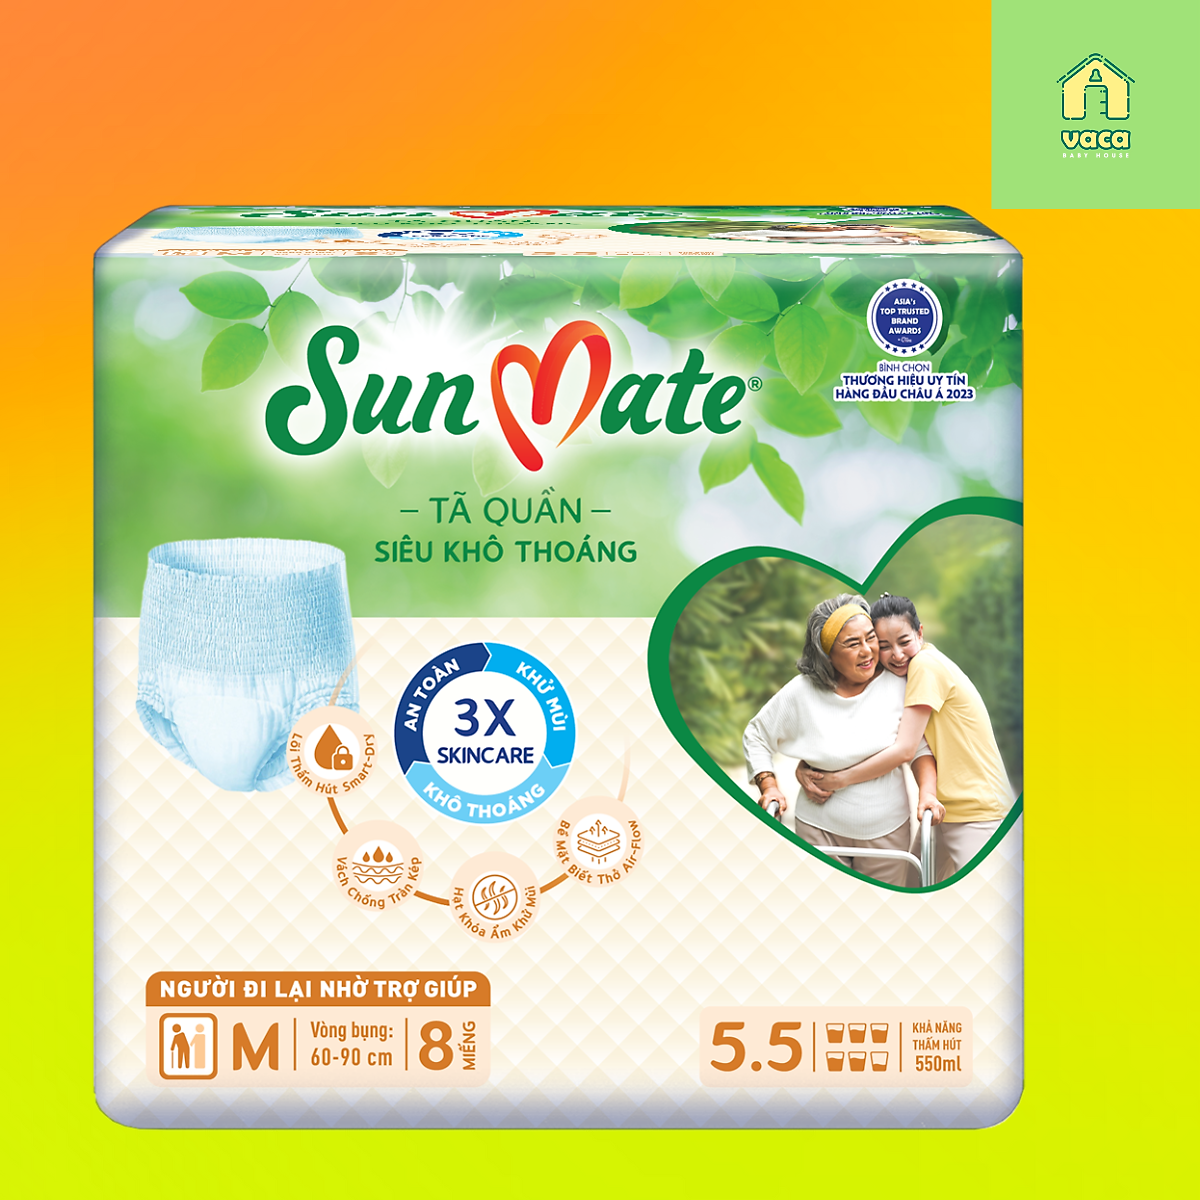 vaca
BABY HOUSE
ASIA's
TOP TRUSTED
BRAND
AWARDS
BÌNH CHỌN
THƯƠNG HIỆU UY TÍN
HÀNG ĐẦU CHÂU Á 2023
Sun Mate®
– TÃ QUẦN –
SIÊU KHÔ THOÁNG
AN TOÀN
KHỬ MÙI
3X
SKINCARE
KHÔ THOÁNG
Lõi Thấm Hút Smart-Dry
Vách Chống Tràn Kép
Hạt Khóa Ẩm Khử Mùi
Bề Mặt Biết Thở Air-Flow
NGƯỜI ĐI LẠI NHỜ TRỢ GIÚP
M
Vòng bụng:
60-90 cm
8 MIẾNG
5.5
KHẢ NĂNG
THẤM HÚT
550ml